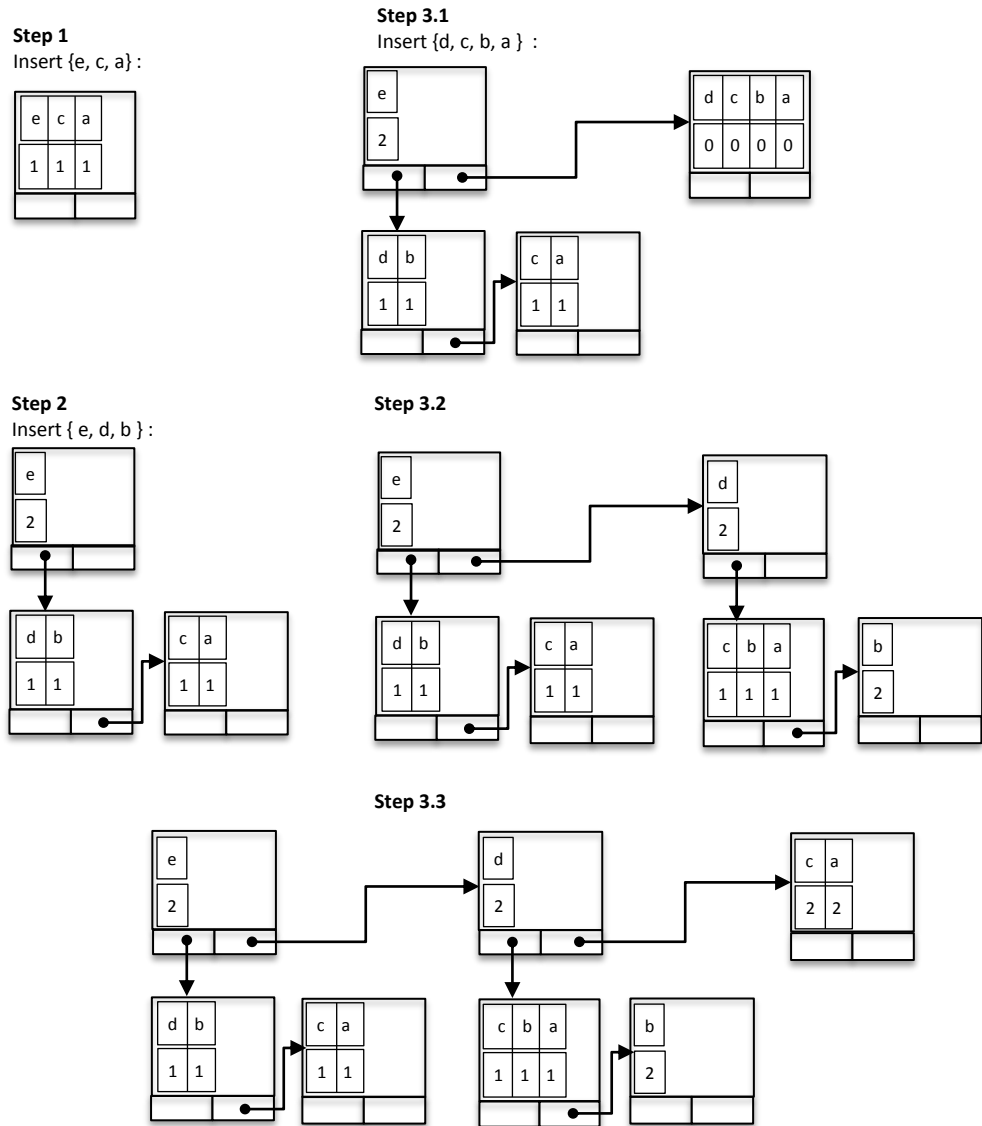 Step 1
Insert {e, c, a} :
e c a
1 1 1
Step 2
Insert { e, d, b } :
e
2
d b
1 1
c a
1 1
Step 3.1
Insert {d, c, b, a } :
e
2
d c b a
0 0 0 0
d b
1 1
c a
1 1
Step 3.2
e
2
d
2
d b
1 1
c a
1 1
c b a
1 1 1
b
2
Step 3.3
e
2
d
2
c a
2 2
d b
1 1
c a
1 1
c b a
1 1 1
b
2